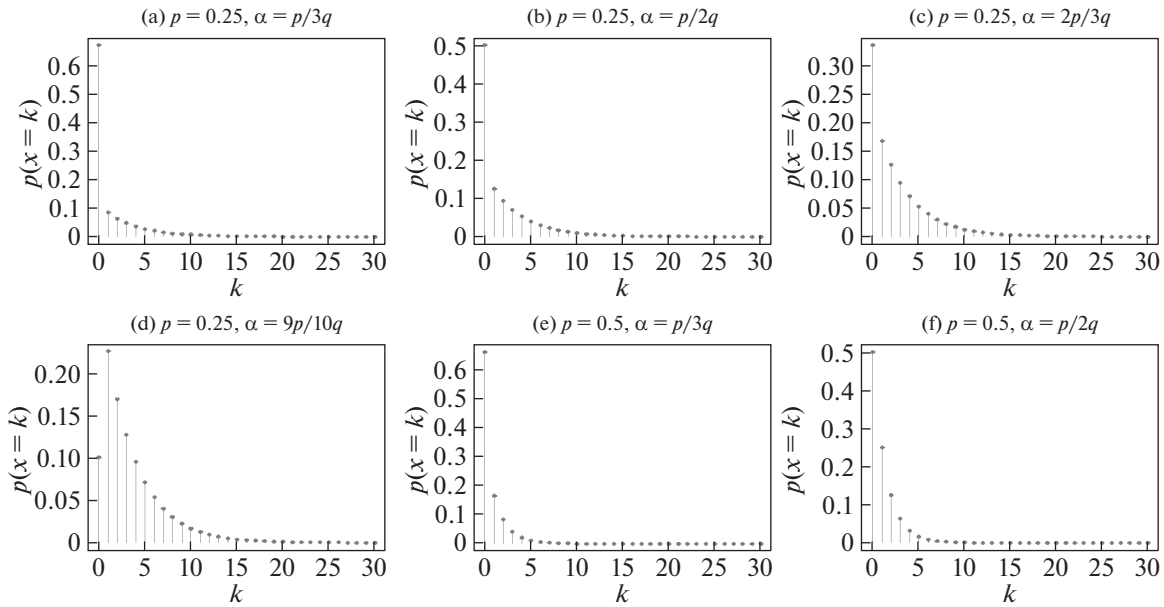 (a) p = 0.25, α = p/3q
0.6
0.5
0.4
0.3
0.2
0.1
0
p(x = k)
0 5 10 15 20 25 30
k
(b) p = 0.25, α = p/2q
0.5
0.4
0.3
0.2
0.1
0
p(x = k)
0 5 10 15 20 25 30
k
(c) p = 0.25, α = 2p/3q
0.30
0.25
0.20
0.15
0.10
0.05
0
p(x = k)
0 5 10 15 20 25 30
k
(d) p = 0.25, α = 9p/10q
0.20
0.15
0.10
0.05
0
p(x = k)
0 5 10 15 20 25 30
k
(e) p = 0.5, α = p/3q
0.6
0.5
0.4
0.3
0.2
0.1
0
p(x = k)
0 5 10 15 20 25 30
k
(f) p = 0.5, α = p/2q
0.5
0.4
0.3
0.2
0.1
0
p(x = k)
0 5 10 15 20 25 30
k